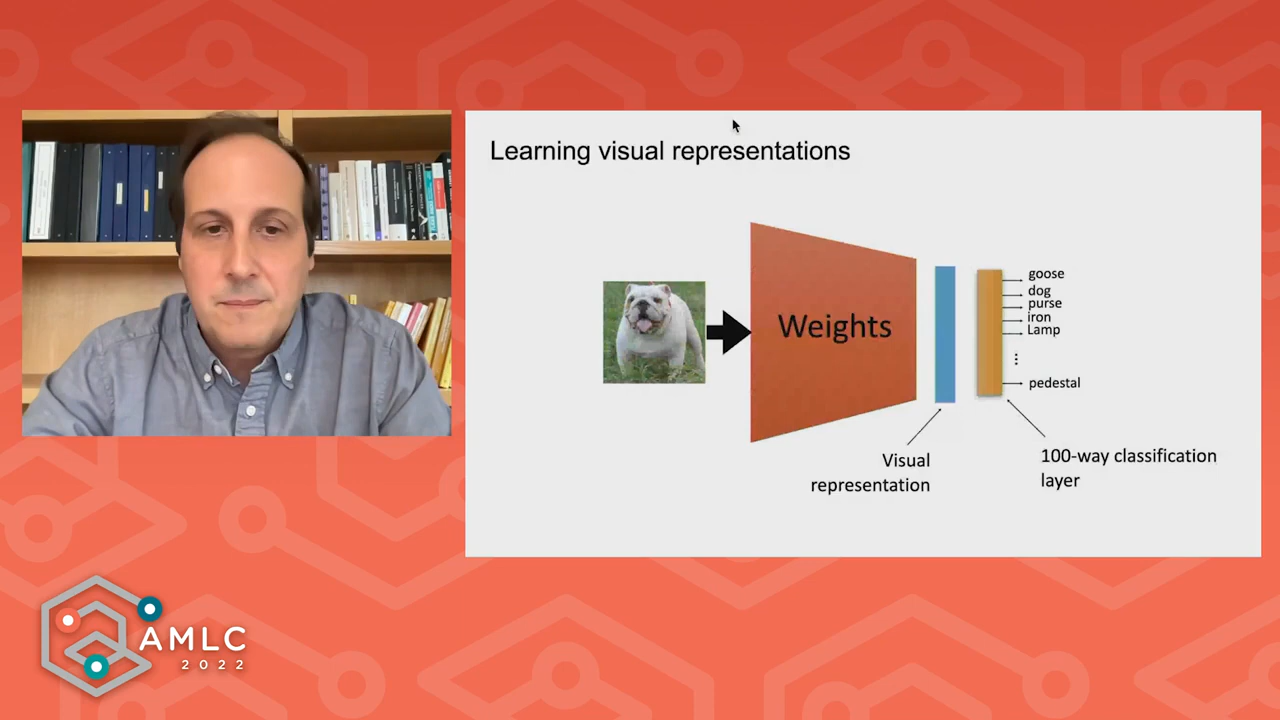 Learning visual representations
Weights
goose
dog
purse
iron
Lamp
pedestal
Visual
representation
100-way classification
layer
AMLC
2022